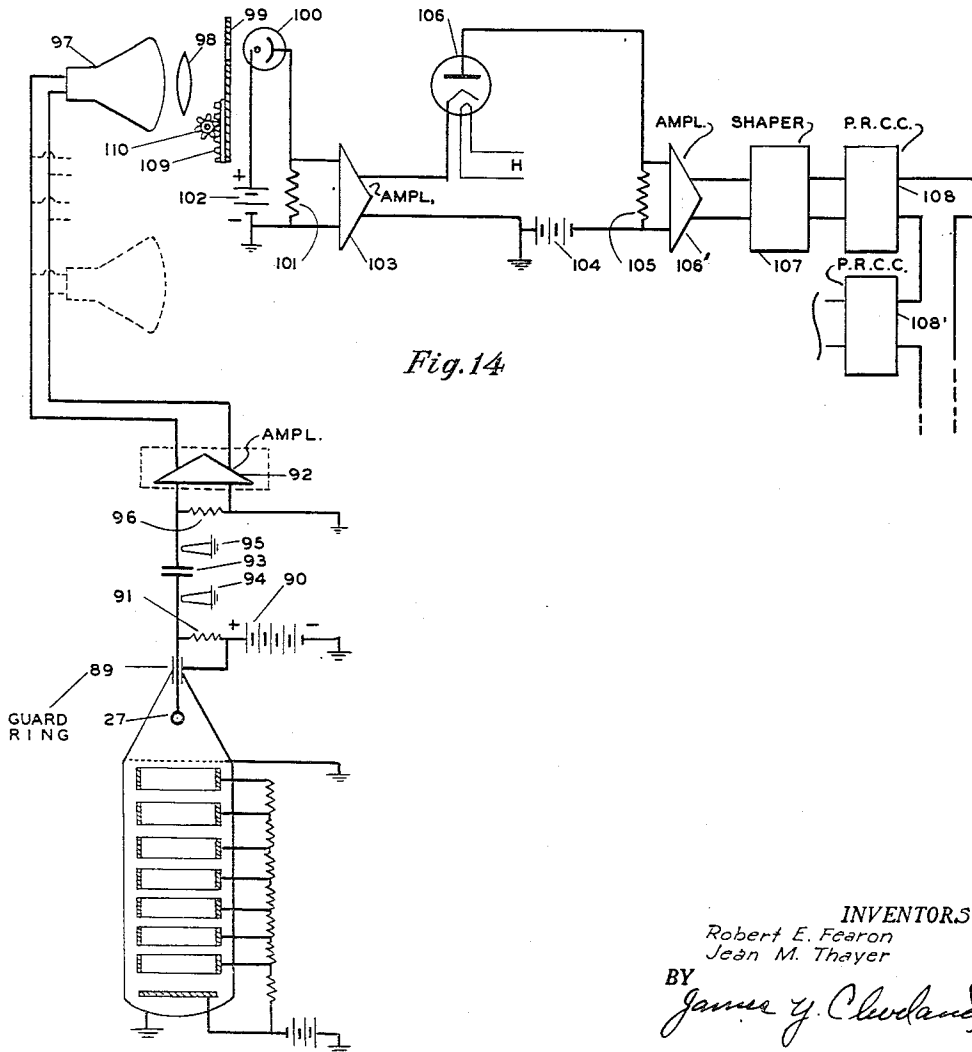 97
98
99
100
106
110
109
102
+
-
101
AMPL.
103
H
104
105
AMPL.
106'
SHAPER
107
P.R.C.C.
108
P.R.C.C.
108'
Fig.14
AMPL.
92
96
95
93
94
90
91
+
-
89
GUARD
RING
27
INVENTORS
Robert E. Fearon
Jean M. Thayer
BY
James Y. Cleveland